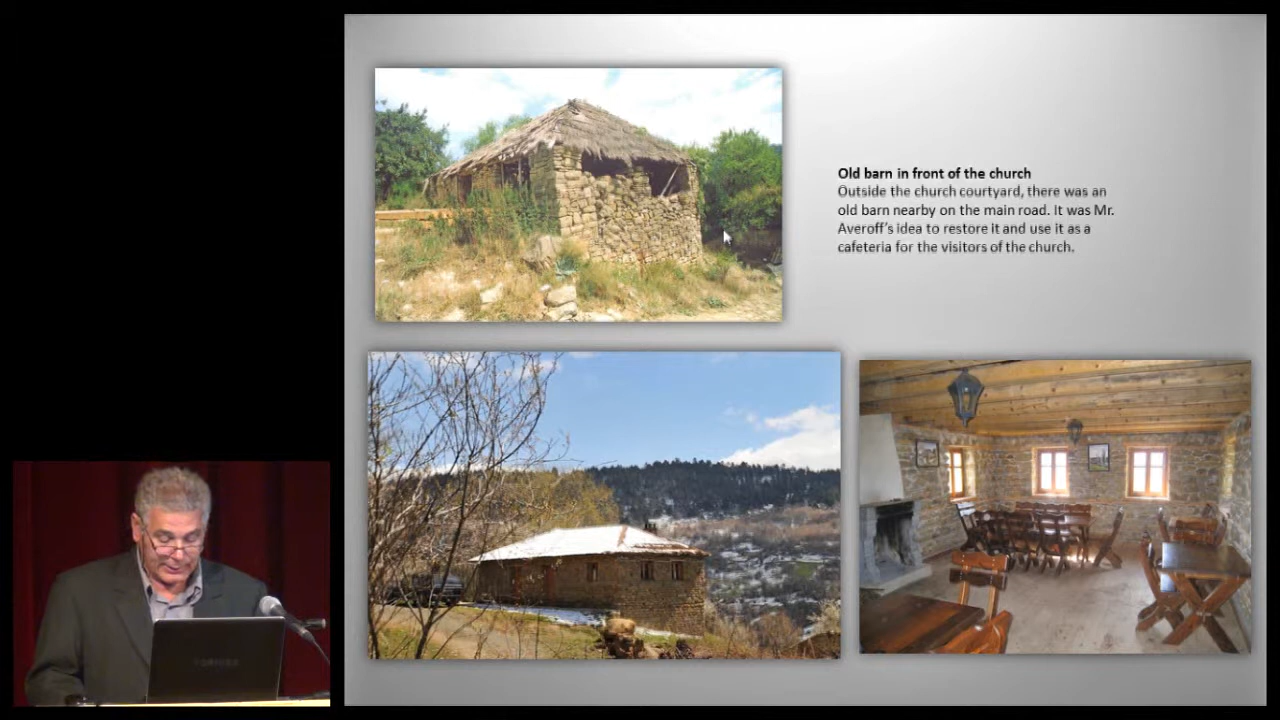 Old barn in front of the church
Outside the church courtyard, there was an
old barn nearby on the main road. It was Mr.
Averoff's idea to restore it and use it as a
cafeteria for the visitors of the church.
TOSHIBA